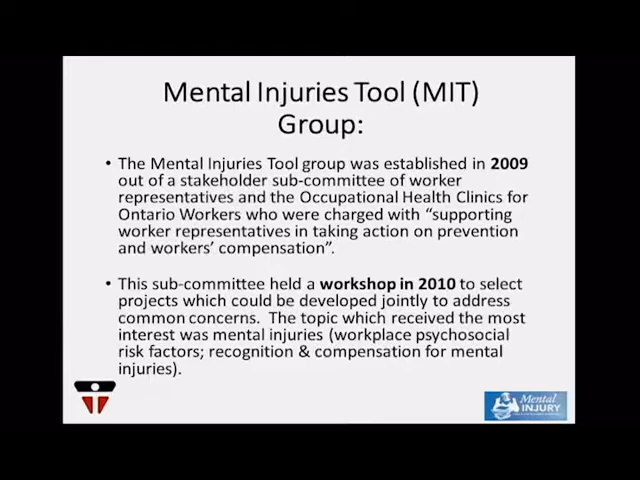 Mental Injuries Tool (MIT)
Group:
• The Mental Injuries Tool group was established in 2009
out of a stakeholder sub-committee of worker
representatives and the Occupational Health Clinics for
Ontario Workers who were charged with “supporting
worker representatives in taking action on prevention
and workers’ compensation”.
• This sub-committee held a workshop in 2010 to select
projects which could be developed jointly to address
common concerns.  The topic which received the most
interest was mental injuries (workplace psychosocial
risk factors; recognition & compensation for mental
injuries).
Mental
INJURY